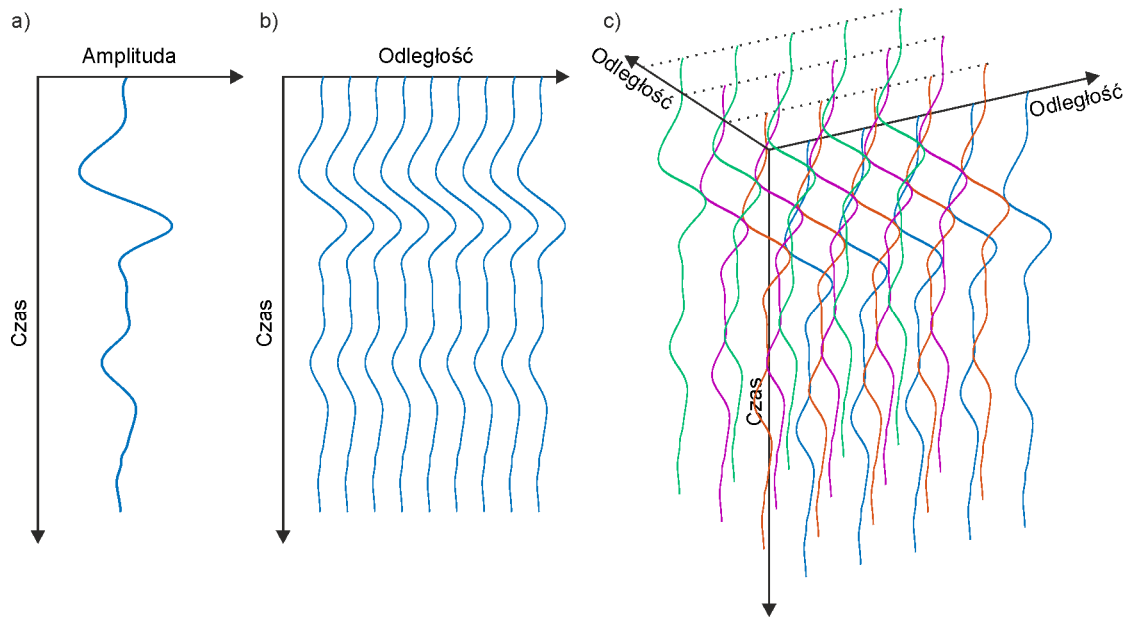 a)
Amplituda
Czas
b)
Odległość
Czas
c)
Odległość
Odległość
Czas